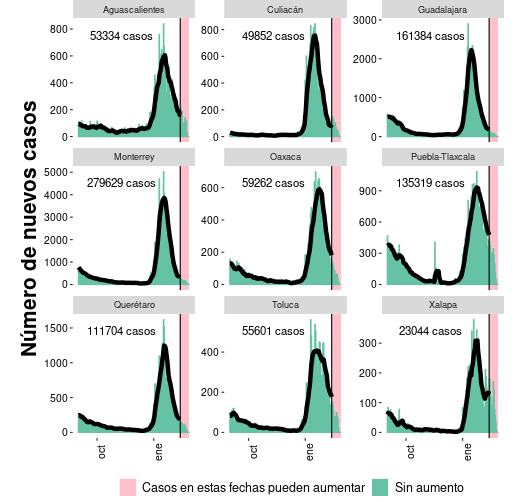 Número de nuevos casos
Aguascalientes
Culiacán
Guadalajara
53334 casos
49852 casos
161384 casos
800
600
400
200
0
800
600
400
200
0
3000
2000
1000
0
Monterrey
Oaxaca
Puebla-Tlaxcala
279629 casos
59262 casos
135319 casos
5000
4000
3000
2000
1000
0
600
400
200
0
900
600
300
0
Querétaro
Toluca
Xalapa
111704 casos
55601 casos
23044 casos
1500
1000
500
0
400
200
0
300
200
100
0
oct
ene
oct
ene
oct
ene
Casos en estas fechas pueden aumentar
Sin aumento